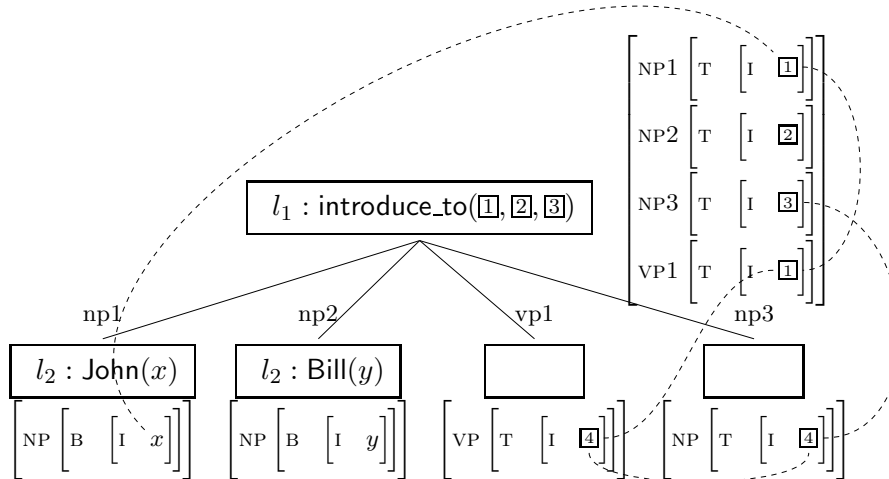 NP1 [ T [ I 1 ] ]
NP2 [ T [ I 2 ] ]
NP3 [ T [ I 3 ] ]
VP1 [ T [ I 1 ] ]
l₁ : introduce_to(1, 2, 3)
np1 np2 vp1 np3
l₂ : John(x) l₂ : Bill(y)
[ NP [ B [ I x ] ] ] [ NP [ B [ I y ] ] ] [ VP [ T [ I 4 ] ] ] [ NP [ T [ I 4 ] ] ]